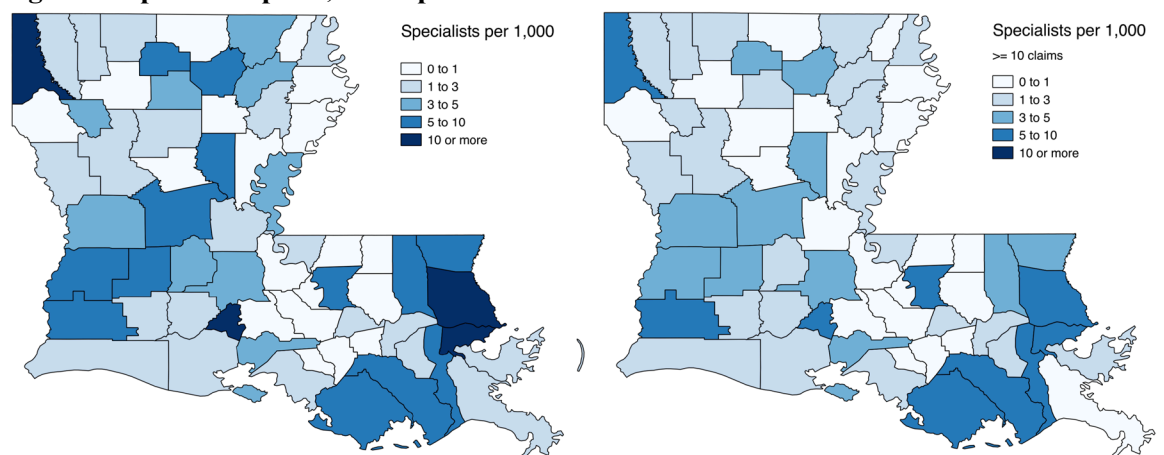 Specialists per 1,000
0 to 1
1 to 3
3 to 5
5 to 10
10 or more
)
Specialists per 1,000
>= 10 claims
0 to 1
1 to 3
3 to 5
5 to 10
10 or more